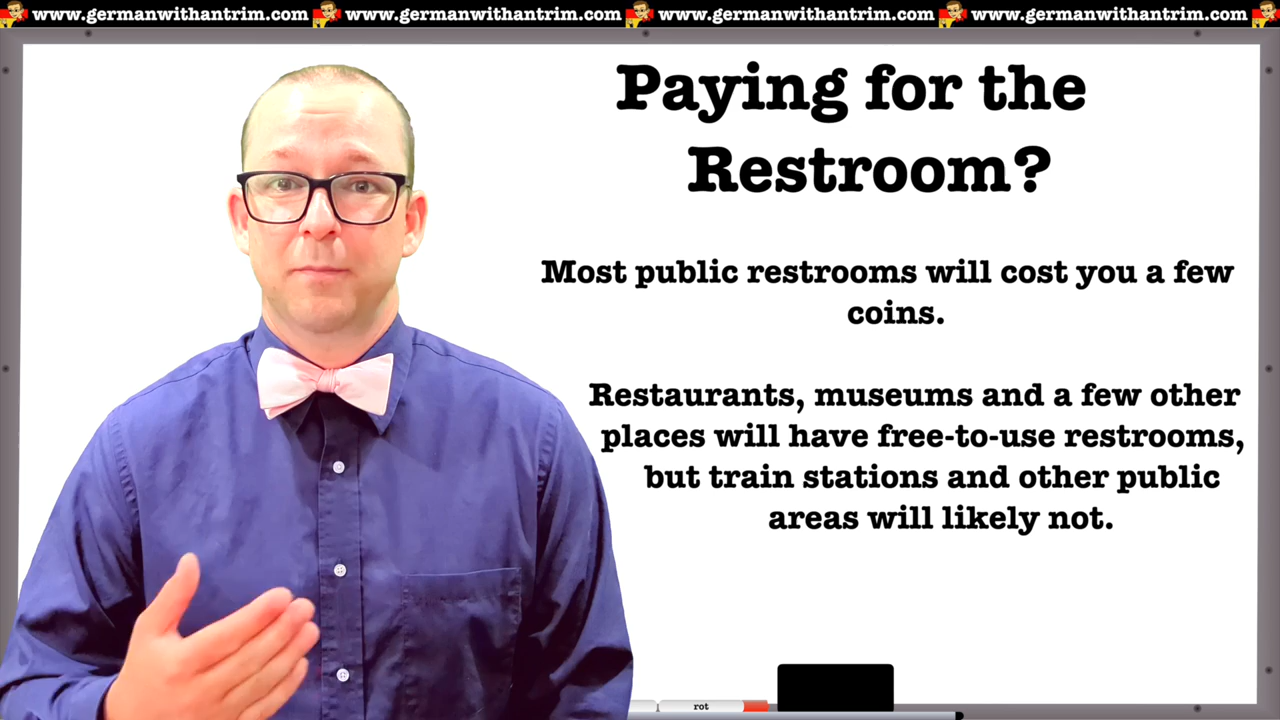 www.germanwithantrim.com www.germanwithantrim.com www.germanwithantrim.com www.germanwithantrim.com
Paying for the
Restroom?
Most public restrooms will cost you a few
coins.
Restaurants, museums and a few other
places will have free-to-use restrooms,
but train stations and other public
areas will likely not.
rot